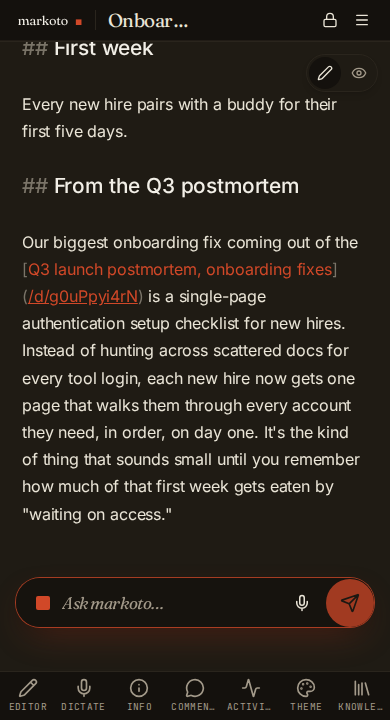 markoto
Onboar...
## First week
Every new hire pairs with a buddy for their
first five days.
## From the Q3 postmortem
Our biggest onboarding fix coming out of the
[Q3 launch postmortem, onboarding fixes]
(/d/g0uPpyi4rN) is a single-page
authentication setup checklist for new hires.
Instead of hunting across scattered docs for
every tool login, each new hire now gets one
page that walks them through every account
they need, in order, on day one. It's the kind
of thing that sounds small until you remember
how much of that first week gets eaten by
"waiting on access."
Ask markoto...
EDITOR DICTATE INFO COMMEN… ACTIVI… THEME KNOWLE…